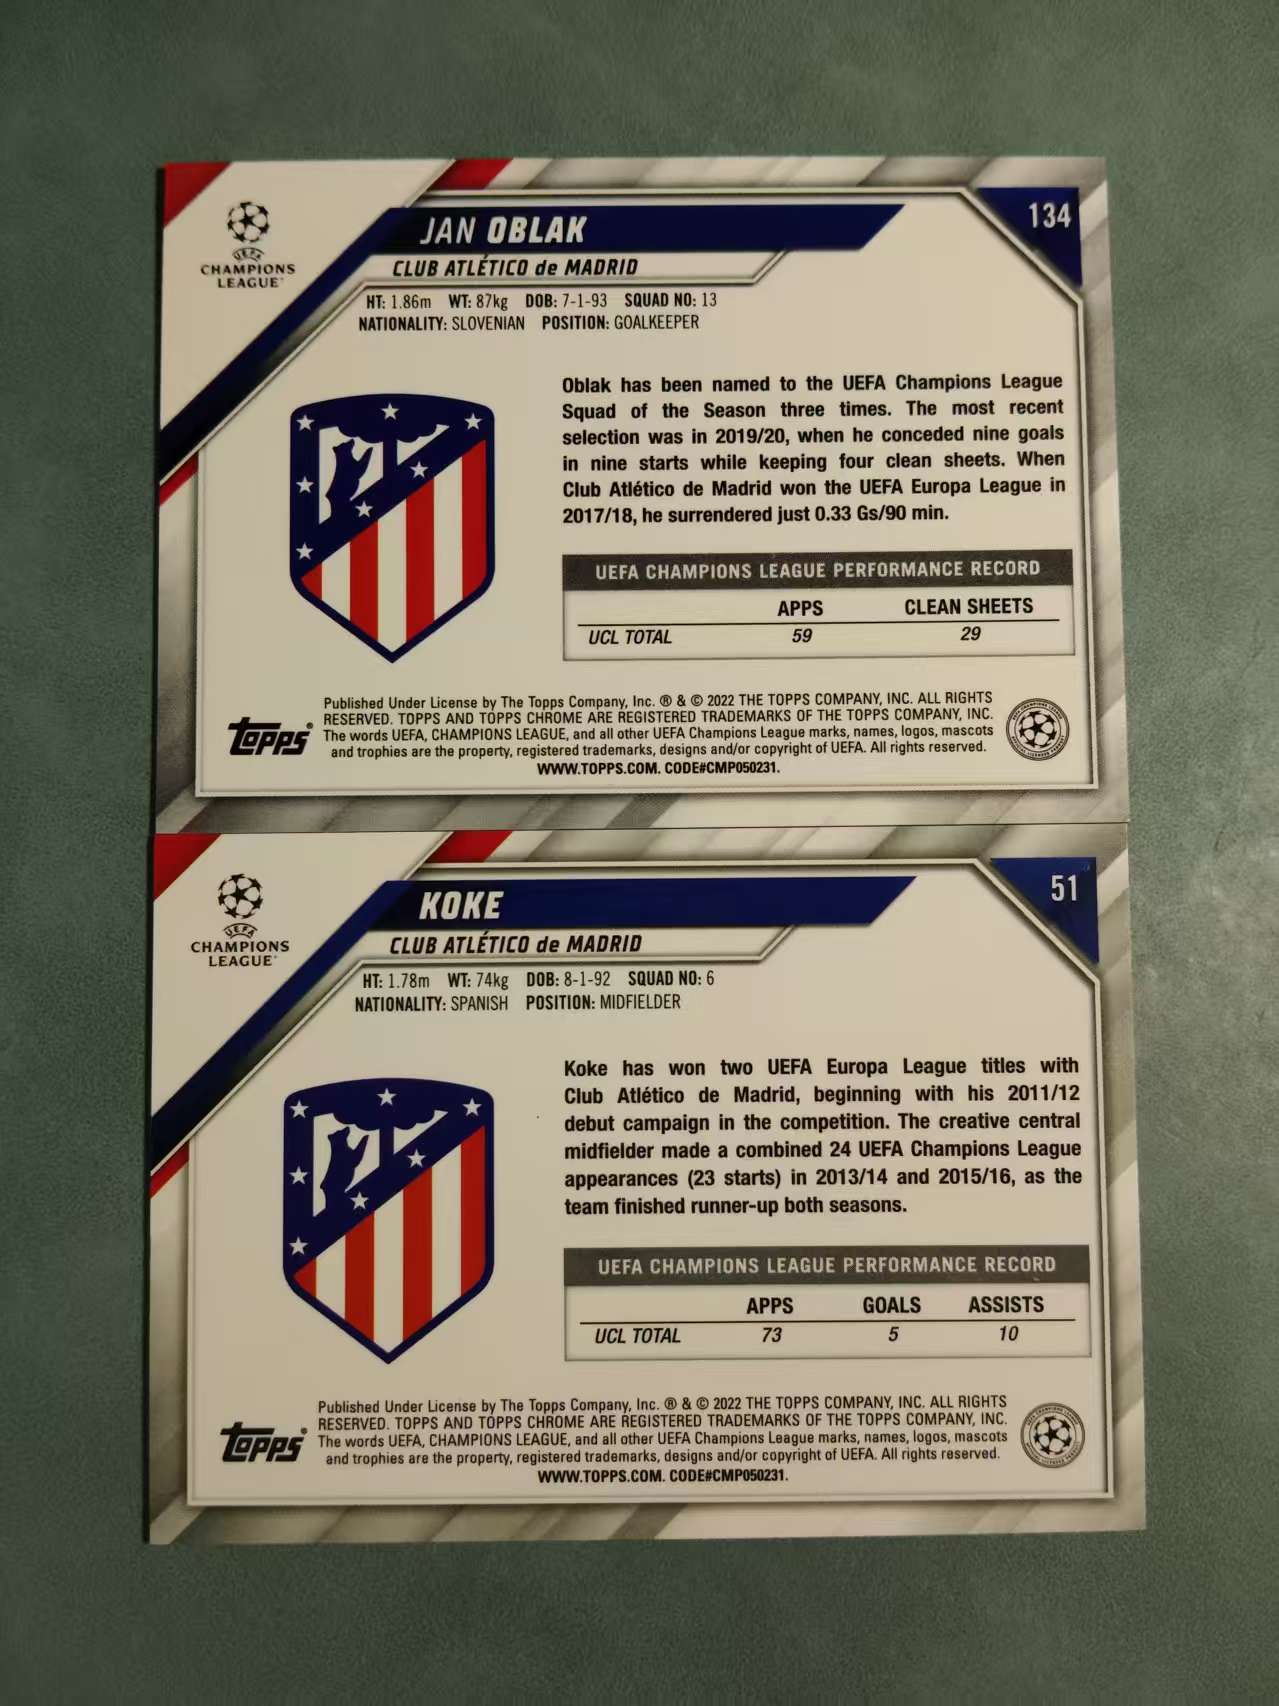 UEFA
CHAMPIONS
LEAGUE
JAN OBLAK
134
CLUB ATLÉTICO de MADRID
HT: 1.86m WT: 87kg DOB: 7-1-93 SQUAD NO: 13
NATIONALITY: SLOVENIAN POSITION: GOALKEEPER
Oblak has been named to the UEFA Champions League
Squad of the Season three times. The most recent
selection was in 2019/20, when he conceded nine goals
in nine starts while keeping four clean sheets. When
Club Atlético de Madrid won the UEFA Europa League in
2017/18, he surrendered just 0.33 Gs/90 min.
UEFA CHAMPIONS LEAGUE PERFORMANCE RECORD
APPS CLEAN SHEETS
UCL TOTAL 59 29
topps®
Published Under License by The Topps Company, Inc. ® & © 2022 THE TOPPS COMPANY, INC. ALL RIGHTS
RESERVED. TOPPS AND TOPPS CHROME ARE REGISTERED TRADEMARKS OF THE TOPPS COMPANY, INC.
The words UEFA, CHAMPIONS LEAGUE, and all other UEFA Champions League marks, names, logos, mascots
and trophies are the property, registered trademarks, designs and/or copyright of UEFA. All rights reserved.
WWW.TOPPS.COM. CODE#CMP050231.
UEFA
CHAMPIONS
LEAGUE
KOKE
51
CLUB ATLÉTICO de MADRID
HT: 1.78m WT: 74kg DOB: 8-1-92 SQUAD NO: 6
NATIONALITY: SPANISH POSITION: MIDFIELDER
Koke has won two UEFA Europa League titles with
Club Atlético de Madrid, beginning with his 2011/12
debut campaign in the competition. The creative central
midfielder made a combined 24 UEFA Champions League
appearances (23 starts) in 2013/14 and 2015/16, as the
team finished runner-up both seasons.
UEFA CHAMPIONS LEAGUE PERFORMANCE RECORD
APPS GOALS ASSISTS
UCL TOTAL 73 5 10
topps®
Published Under License by The Topps Company, Inc. ® & © 2022 THE TOPPS COMPANY, INC. ALL RIGHTS
RESERVED. TOPPS AND TOPPS CHROME ARE REGISTERED TRADEMARKS OF THE TOPPS COMPANY, INC.
The words UEFA, CHAMPIONS LEAGUE, and all other UEFA Champions League marks, names, logos, mascots
and trophies are the property, registered trademarks, designs and/or copyright of UEFA. All rights reserved.
WWW.TOPPS.COM. CODE#CMP050231.